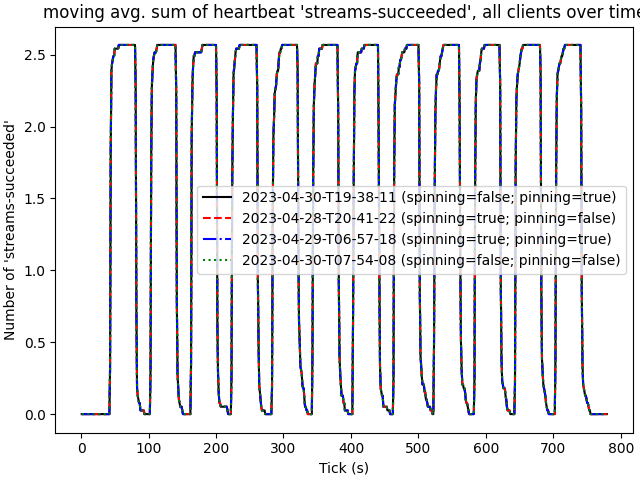 moving avg. sum of heartbeat 'streams-succeeded', all clients over time
Number of 'streams-succeeded'
2.5
2.0
1.5
1.0
0.5
0.0
2023-04-30-T19-38-11 (spinning=false; pinning=true)
2023-04-28-T20-41-22 (spinning=true; pinning=false)
2023-04-29-T06-57-18 (spinning=true; pinning=true)
2023-04-30-T07-54-08 (spinning=false; pinning=false)
0 100 200 300 400 500 600 700 800
Tick (s)